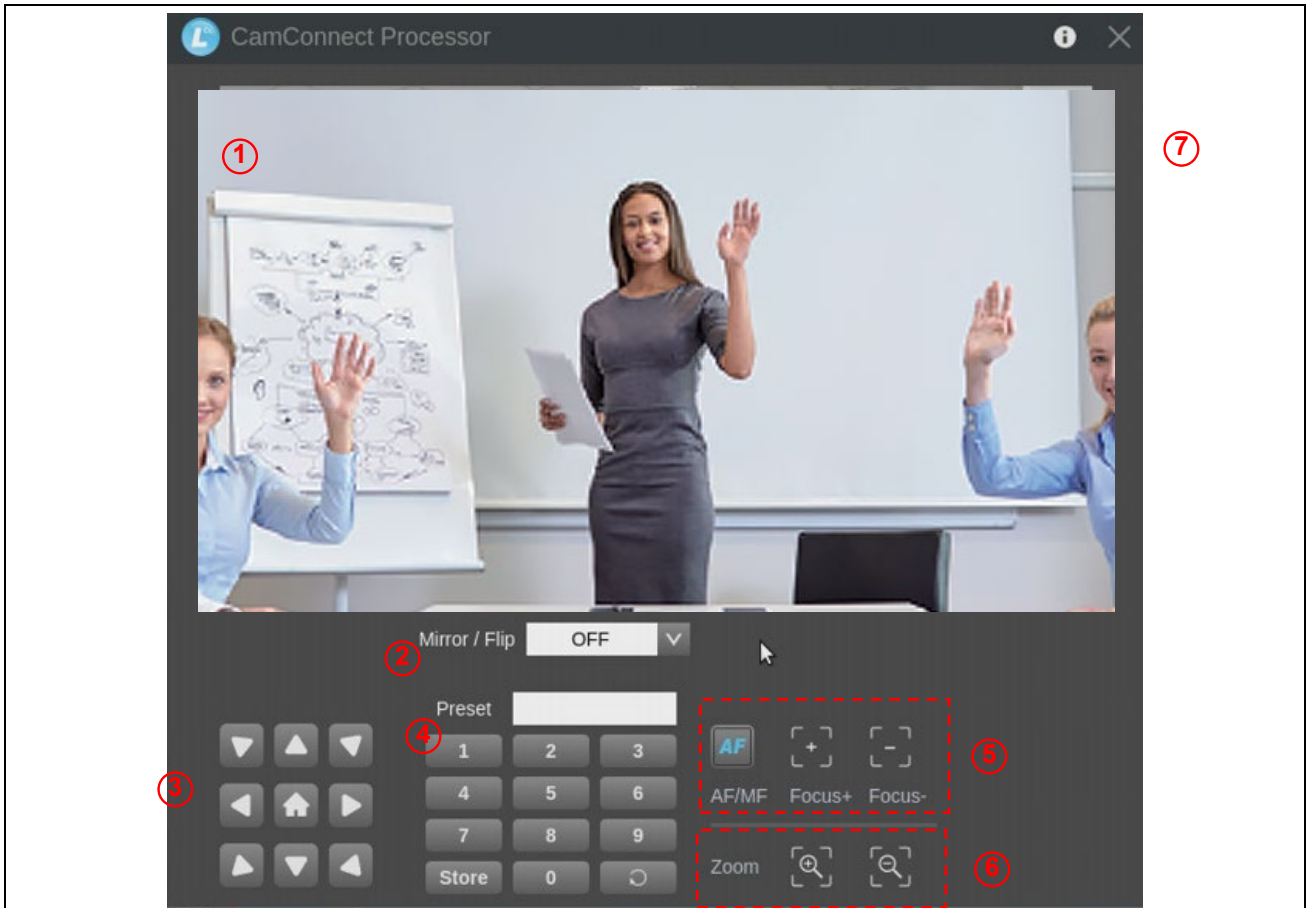 CamConnect Processor
1
7
Mirror / Flip OFF
2
Preset
4
1 2 3
AF
5
3
4 5 6
AF/MF Focus+ Focus-
7 8 9
Zoom
6
Store 0